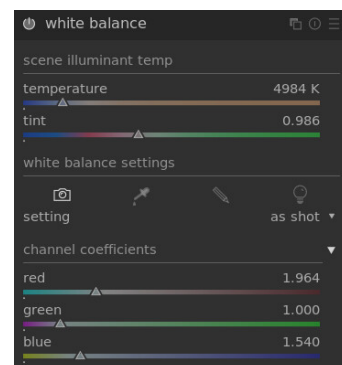 white balance
scene illuminant temp
temperature 4984 K
tint 0.986
white balance settings
setting as shot
channel coefficients
red 1.964
green 1.000
blue 1.540